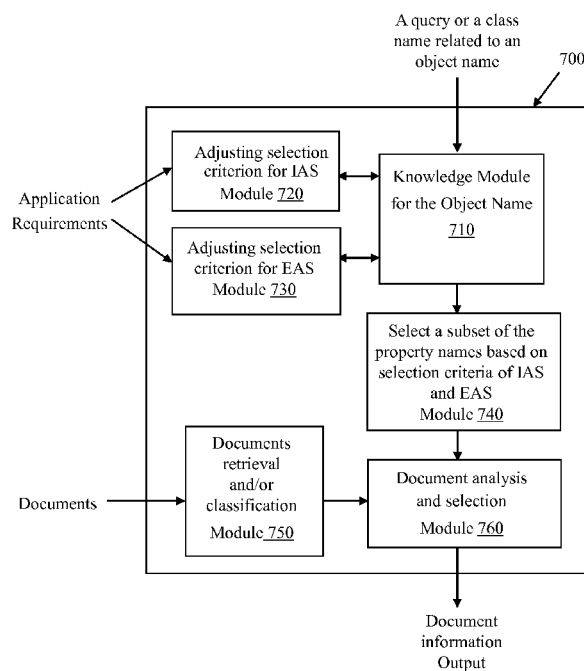 A query or a class
name related to an
object name
700
Adjusting selection
criterion for IAS
Module 720
Knowledge Module
for the Object Name
710
Application
Requirements
Adjusting selection
criterion for EAS
Module 730
Select a subset of the
property names based on
selection criteria of IAS
and EAS
Module 740
Documents
retrieval
and/or
classification
Module 750
Document analysis
and selection
Module 760
Documents
Document
information
Output